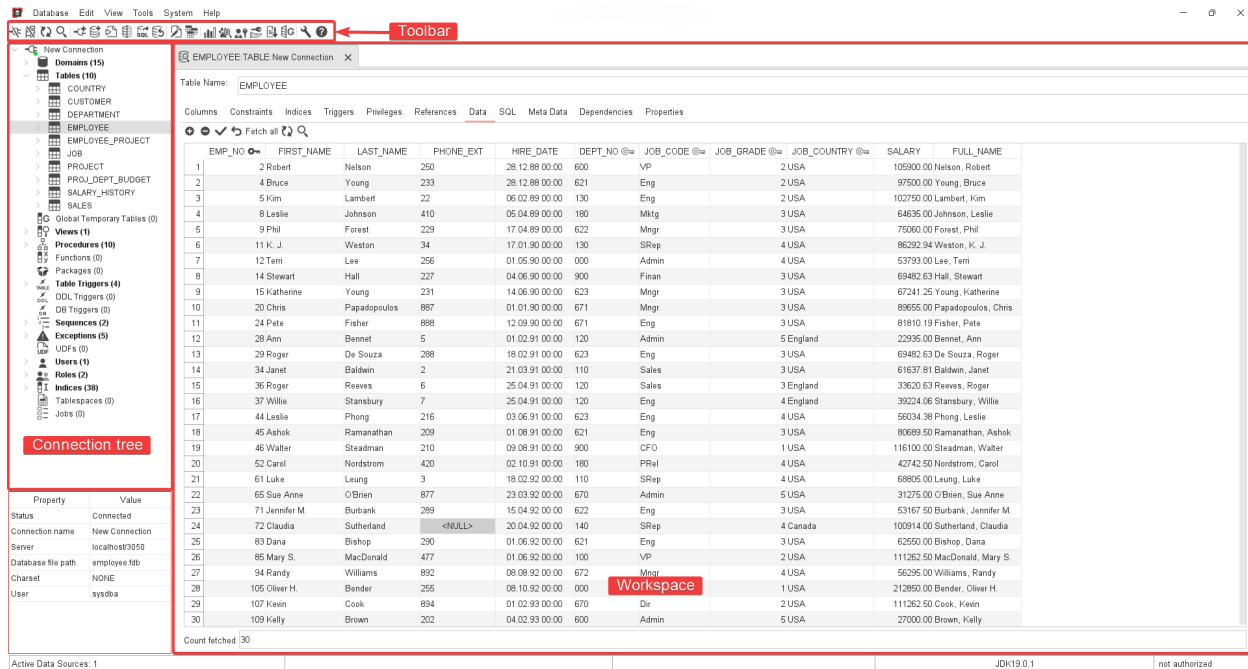 Database Edit View Tools System Help
Toolbar
New Connection
Domains (15)
Tables (10)
COUNTRY
CUSTOMER
DEPARTMENT
EMPLOYEE
EMPLOYEE_PROJECT
JOB
PROJECT
PROJ_DEPT_BUDGET
SALARY_HISTORY
SALES
Global Temporary Tables (0)
Views (1)
Procedures (10)
Functions (0)
Packages (0)
Table Triggers (4)
DDL Triggers (0)
DB Triggers (0)
Sequences (2)
Exceptions (5)
UDFs (0)
Users (1)
Roles (2)
Indices (38)
Tablespaces (0)
Jobs (0)
Connection tree
Property Value
Status Connected
Connection name New Connection
Server localhost/3050
Database file path employee.fdb
Charset NONE
User sysdba
EMPLOYEE:TABLE:New Connection
Table Name: EMPLOYEE
Columns Constraints Indices Triggers Privileges References Data SQL Meta Data Dependencies Properties
Fetch all
EMP_NO FIRST_NAME LAST_NAME PHONE_EXT HIRE_DATE DEPT_NO JOB_CODE JOB_GRADE JOB_COUNTRY SALARY FULL_NAME
1 2 Robert Nelson 250 28.12.88 00:00 600 VP 2 USA 105900.00 Nelson, Robert
2 4 Bruce Young 233 28.12.88 00:00 621 Eng 2 USA 97500.00 Young, Bruce
3 5 Kim Lambert 22 06.02.89 00:00 130 Eng 2 USA 102750.00 Lambert, Kim
4 8 Leslie Johnson 410 05.04.89 00:00 180 Mktg 3 USA 64635.00 Johnson, Leslie
5 9 Phil Forest 229 17.04.89 00:00 622 Mngr 3 USA 75060.00 Forest, Phil
6 11 K. J. Weston 34 17.01.90 00:00 130 SRep 4 USA 86292.94 Weston, K. J.
7 12 Terri Lee 256 01.05.90 00:00 000 Admin 4 USA 53793.00 Lee, Terri
8 14 Stewart Hall 227 04.06.90 00:00 900 Finan 3 USA 69482.63 Hall, Stewart
9 15 Katherine Young 231 14.06.90 00:00 623 Mngr 3 USA 67241.25 Young, Katherine
10 20 Chris Papadopoulos 887 01.01.90 00:00 671 Mngr 3 USA 89655.00 Papadopoulos, Chris
11 24 Pete Fisher 888 12.09.90 00:00 671 Eng 3 USA 81810.19 Fisher, Pete
12 28 Ann Bennet 5 01.02.91 00:00 120 Admin 5 England 22935.00 Bennet, Ann
13 29 Roger De Souza 288 18.02.91 00:00 623 Eng 3 USA 69482.63 De Souza, Roger
14 34 Janet Baldwin 2 21.03.91 00:00 110 Sales 3 USA 61637.81 Baldwin, Janet
15 36 Roger Reeves 6 25.04.91 00:00 120 Sales 3 England 33620.63 Reeves, Roger
16 37 Willie Stansbury 7 25.04.91 00:00 120 Eng 4 England 39224.06 Stansbury, Willie
17 44 Leslie Phong 216 03.06.91 00:00 623 Eng 4 USA 56034.38 Phong, Leslie
18 45 Ashok Ramanathan 209 01.08.91 00:00 621 Eng 3 USA 80689.50 Ramanathan, Ashok
19 46 Walter Steadman 210 09.08.91 00:00 900 CFO 1 USA 116100.00 Steadman, Walter
20 52 Carol Nordstrom 420 02.10.91 00:00 180 PRel 4 USA 42742.50 Nordstrom, Carol
21 61 Luke Leung 3 18.02.92 00:00 110 SRep 4 USA 68805.00 Leung, Luke
22 65 Sue Anne O'Brien 877 23.03.92 00:00 670 Admin 5 USA 31275.00 O'Brien, Sue Anne
23 71 Jennifer M. Burbank 289 15.04.92 00:00 622 Eng 3 USA 53167.50 Burbank, Jennifer M.
24 72 Claudia Sutherland <NULL> 20.04.92 00:00 140 SRep 4 Canada 100914.00 Sutherland, Claudia
25 83 Dana Bishop 290 01.06.92 00:00 621 Eng 3 USA 62550.00 Bishop, Dana
26 85 Mary S. MacDonald 477 01.06.92 00:00 100 VP 2 USA 111262.50 MacDonald, Mary S.
27 94 Randy Williams 892 08.08.92 00:00 672 Mngr 4 USA 56295.00 Williams, Randy
28 105 Oliver H. Bender 255 08.10.92 00:00 000 1 USA 212850.00 Bender, Oliver H.
Workspace
29 107 Kevin Cook 894 01.02.93 00:00 670 Dir 2 USA 111262.50 Cook, Kevin
30 109 Kelly Brown 202 04.02.93 00:00 600 Admin 5 USA 27000.00 Brown, Kelly
Count fetched 30
Active Data Sources: 1 JDK19.0.1 not authorized